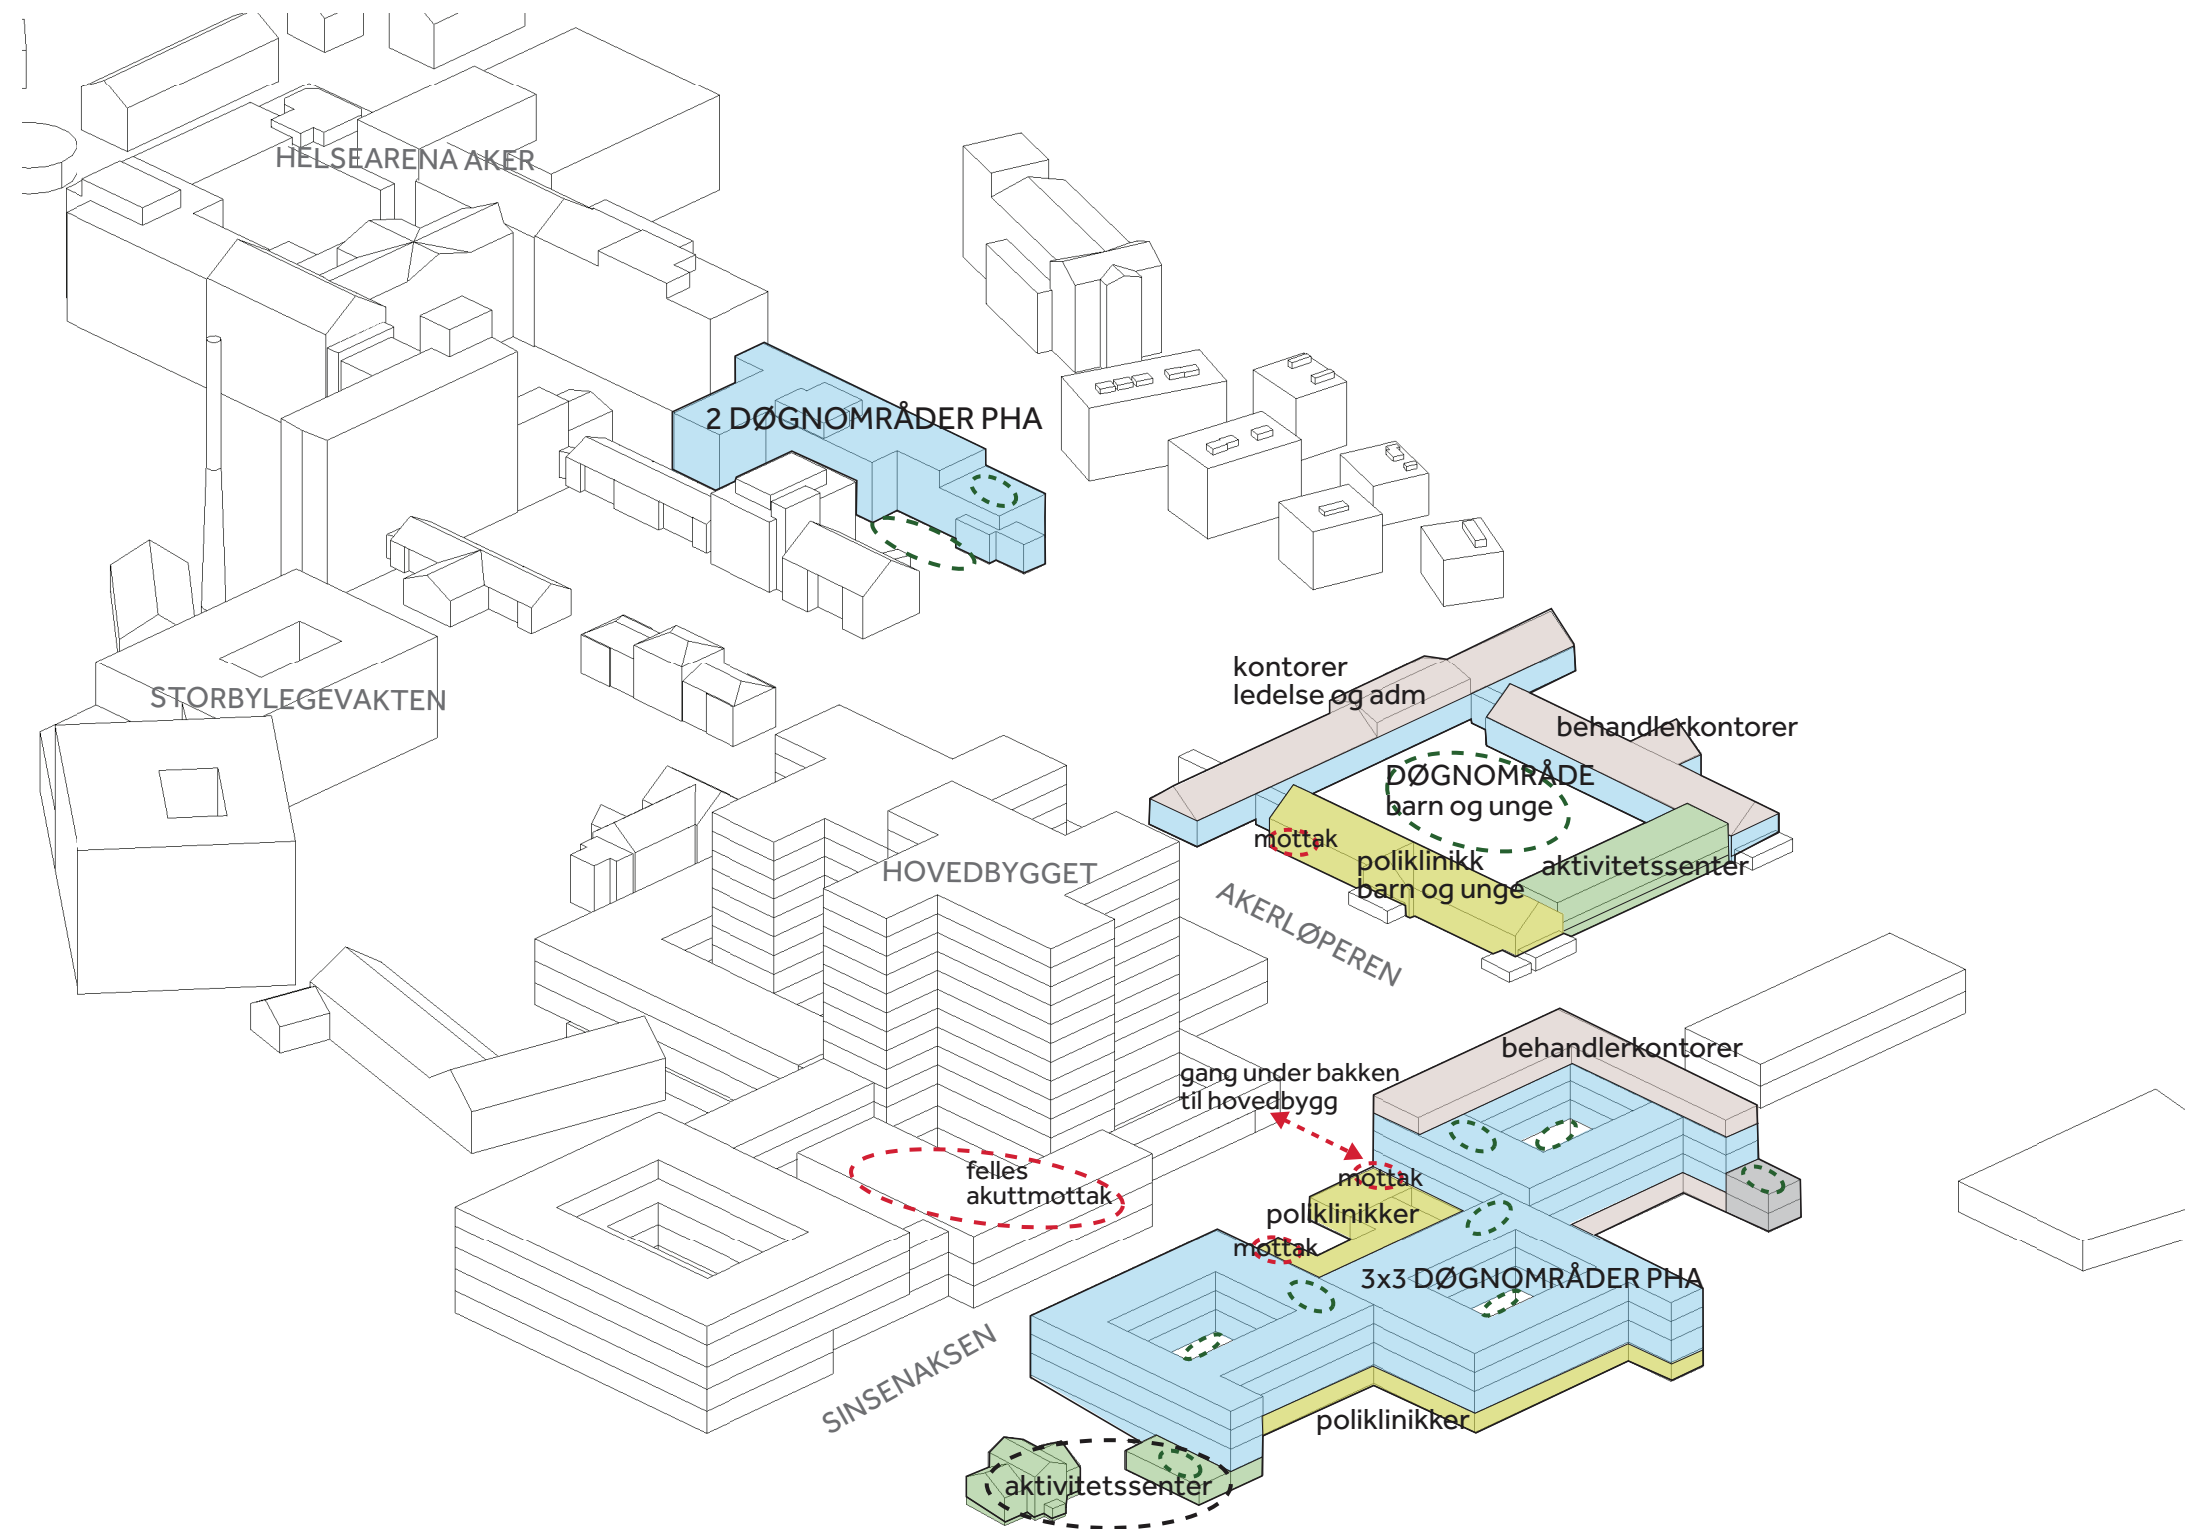 HELSEARENA AKER
2 DØGNOMRÅDER PHA
STORBYLEGEVAKTEN
kontorer
ledelse og adm
behandlerkontorer
DØGNOMRÅDE
barn og unge
mottak
poliklinikk
barn og unge
aktivitetssenter
HOVEDBYGGET
AKERLØPEREN
behandlerkontorer
gang under bakken
til hovedbygg
mottak
felles
akuttmottak
poliklinikker
mottak
3x3 DØGNOMRÅDER PHA
SINSENAKSEN
poliklinikker
aktivitetssenter